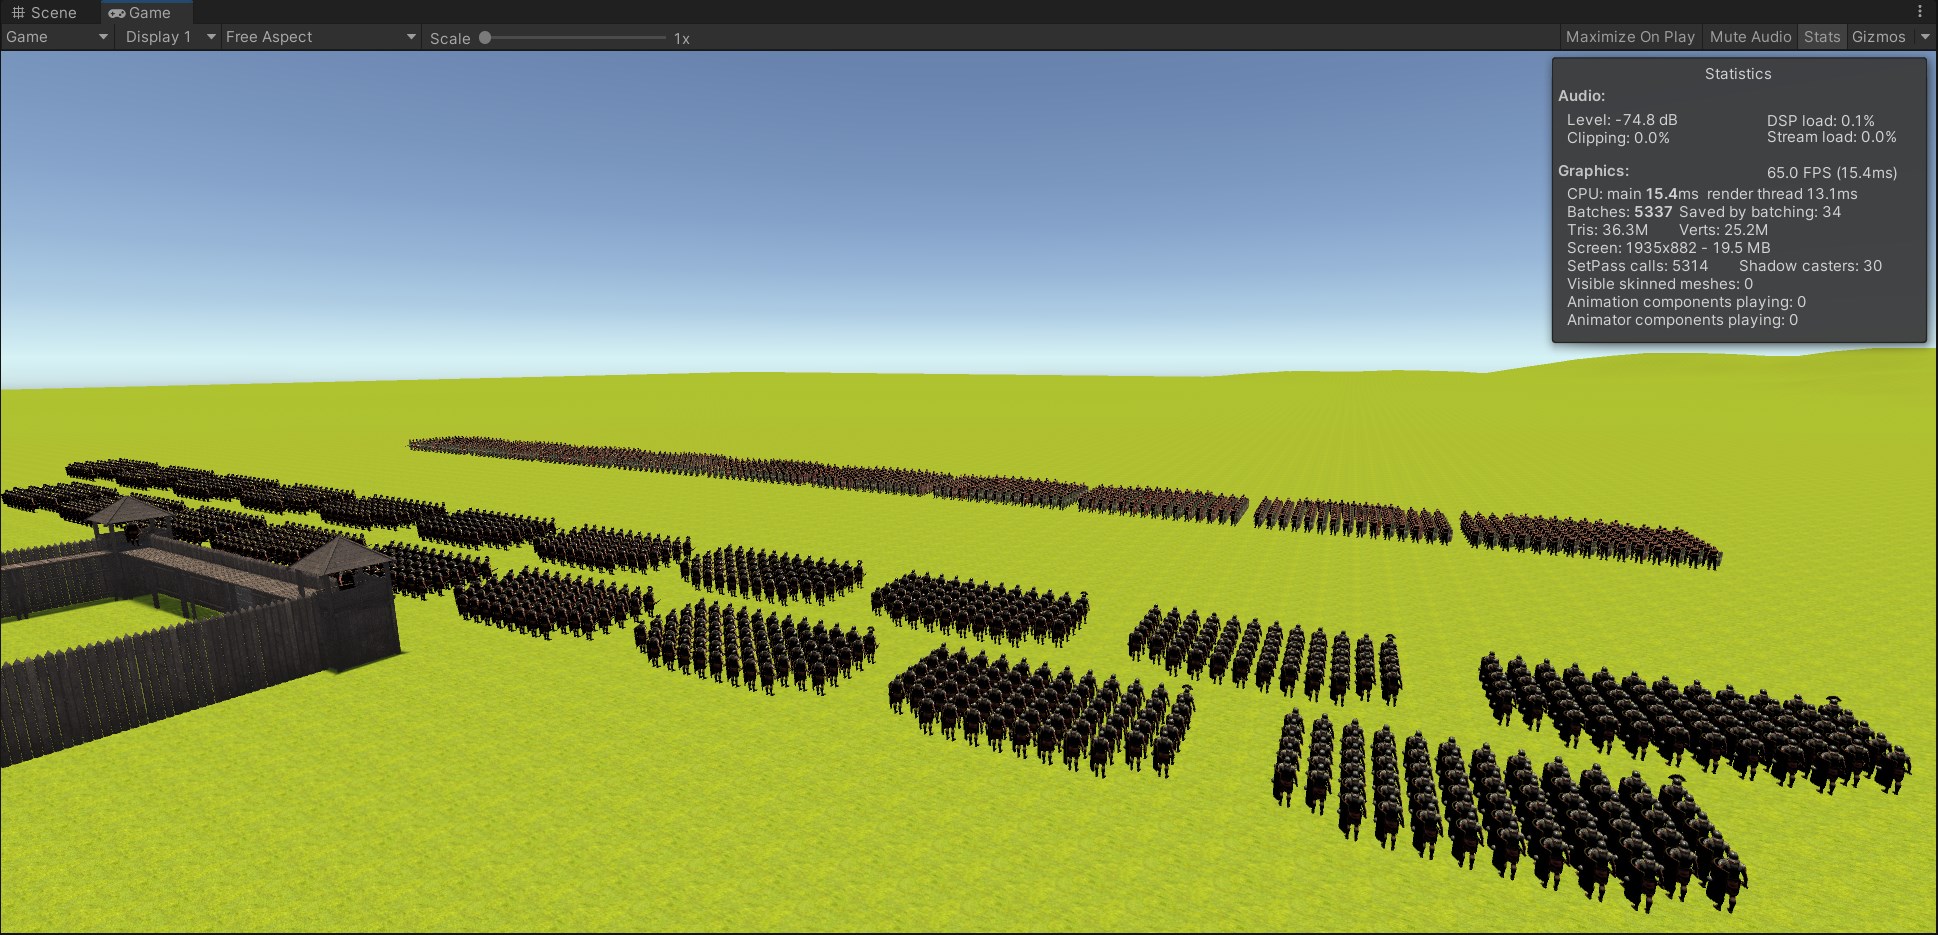 Scene Game
Game Display 1 Free Aspect Scale 1x Maximize On Play Mute Audio Stats Gizmos
Statistics
Audio:
Level: -74.8 dB DSP load: 0.1%
Clipping: 0.0% Stream load: 0.0%
Graphics: 65.0 FPS (15.4ms)
CPU: main 15.4ms render thread 13.1ms
Batches: 5337 Saved by batching: 34
Tris: 36.3M Verts: 25.2M
Screen: 1935x882 - 19.5 MB
SetPass calls: 5314 Shadow casters: 30
Visible skinned meshes: 0
Animation components playing: 0
Animator components playing: 0